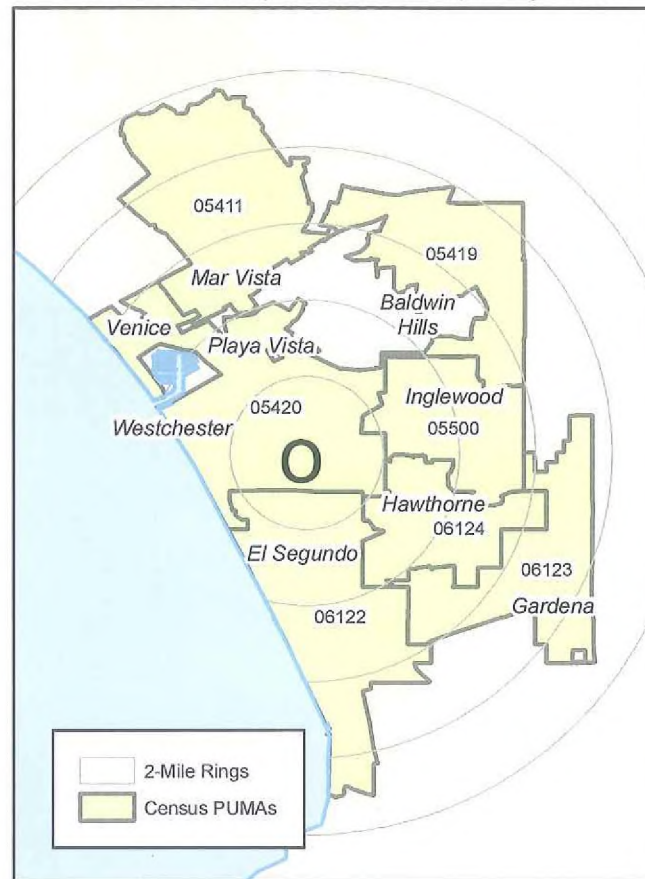 05411
05419
Mar Vista
Baldwin
Hills
Venice
Playa Vista
Inglewood
05420
Westchester
05500
O
Hawthorne
06124
El Segundo
06123
Gardena
06122
2-Mile Rings
Census PUMAs